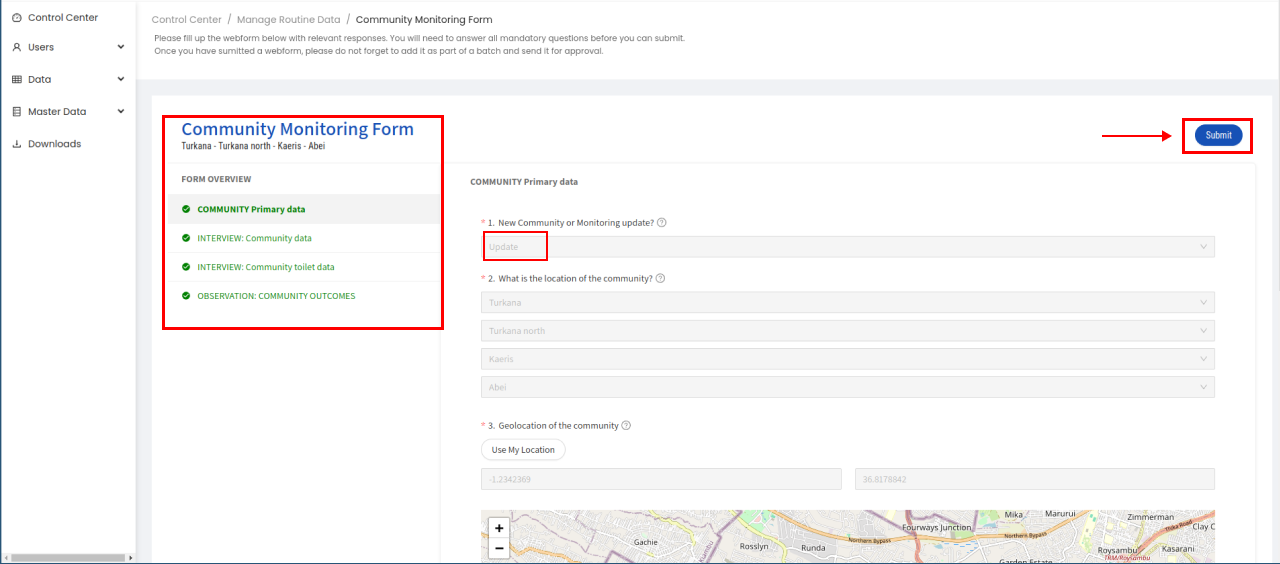 Control Center
Users
Data
Master Data
Downloads
Control Center / Manage Routine Data / Community Monitoring Form
Please fill up the webform below with relevant responses. You will need to answer all mandatory questions before you can submit.
Once you have sumitted a webform, please do not forget to add it as part of a batch and send it for approval.
Community Monitoring Form
Turkana - Turkana north - Kaeris - Abei
Submit
FORM OVERVIEW
COMMUNITY Primary data
INTERVIEW: Community data
INTERVIEW: Community toilet data
OBSERVATION: COMMUNITY OUTCOMES
COMMUNITY Primary data
* 1. New Community or Monitoring update?
Update
* 2. What is the location of the community?
Turkana
Turkana north
Kaeris
Abei
* 3. Geolocation of the community
Use My Location
-1.2342369
36.8178842
+
−
Gachie
Rosslyn
Runda
Northern Bypass
Fourways Junction
Mika
Marurui
Northern Bypass
Garden Estate
Zimmerman
Thika Road
Clay C
Roysambu
TRM/Roysambu
Kasarani